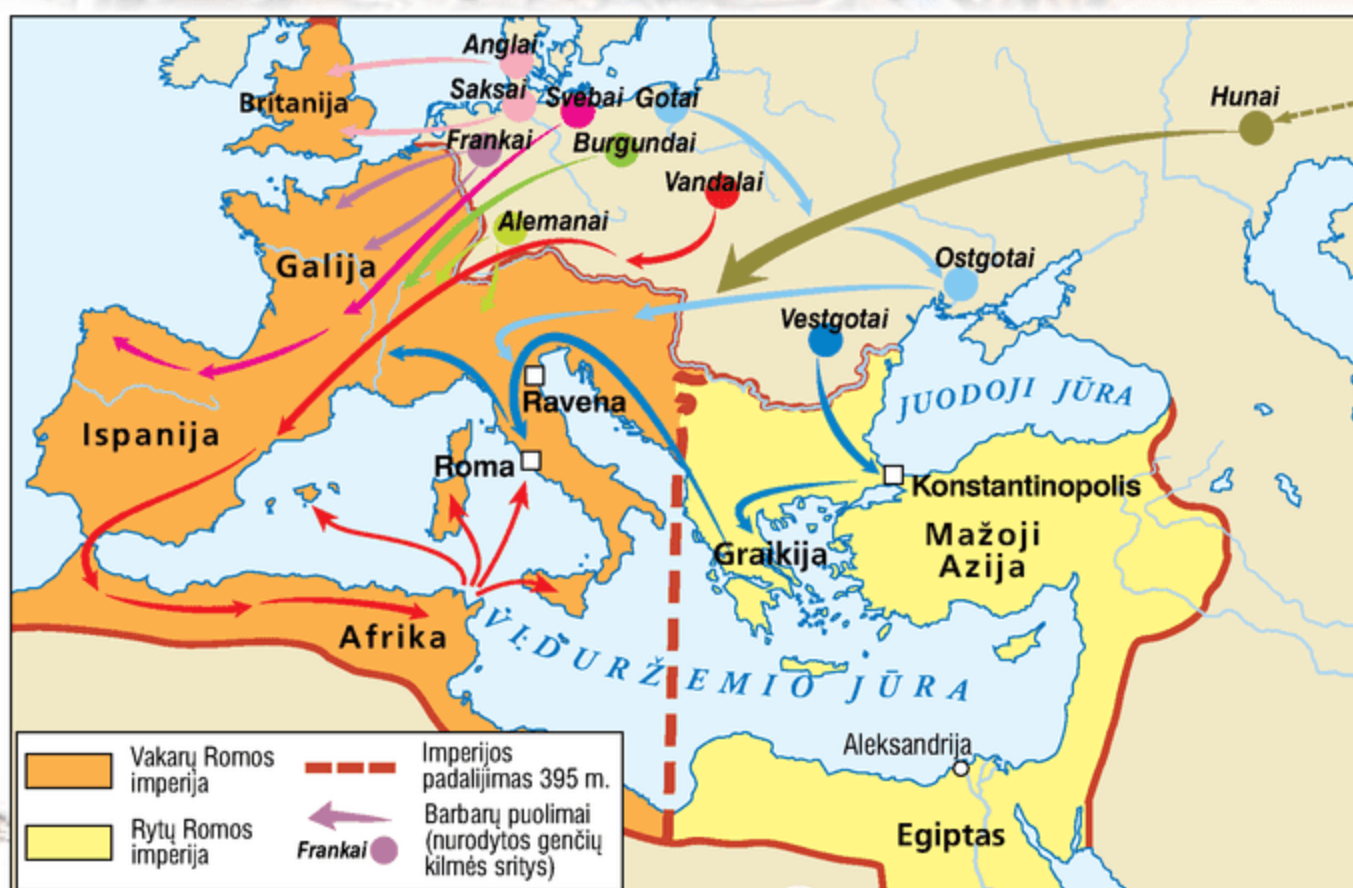 Anglai
Saksai
Svebai
Gotai
Hunai
Britanija
Frankai
Burgundai
Vandalai
Alemanai
Galija
Ostgotai
Vestgotai
JUODOJI JŪRA
Ravena
Ispanija
Roma
Konstantinopolis
Mažoji
Azija
Graikija
Afrika
VIDURŽEMIO JŪRA
Aleksandrija
Egiptas
Vakarų Romos
imperija
Rytų Romos
imperija
Imperijos
padalijimas 395 m.
Barbarų puolimai
(nurodytos genčių
kilmės sritys)
Frankai